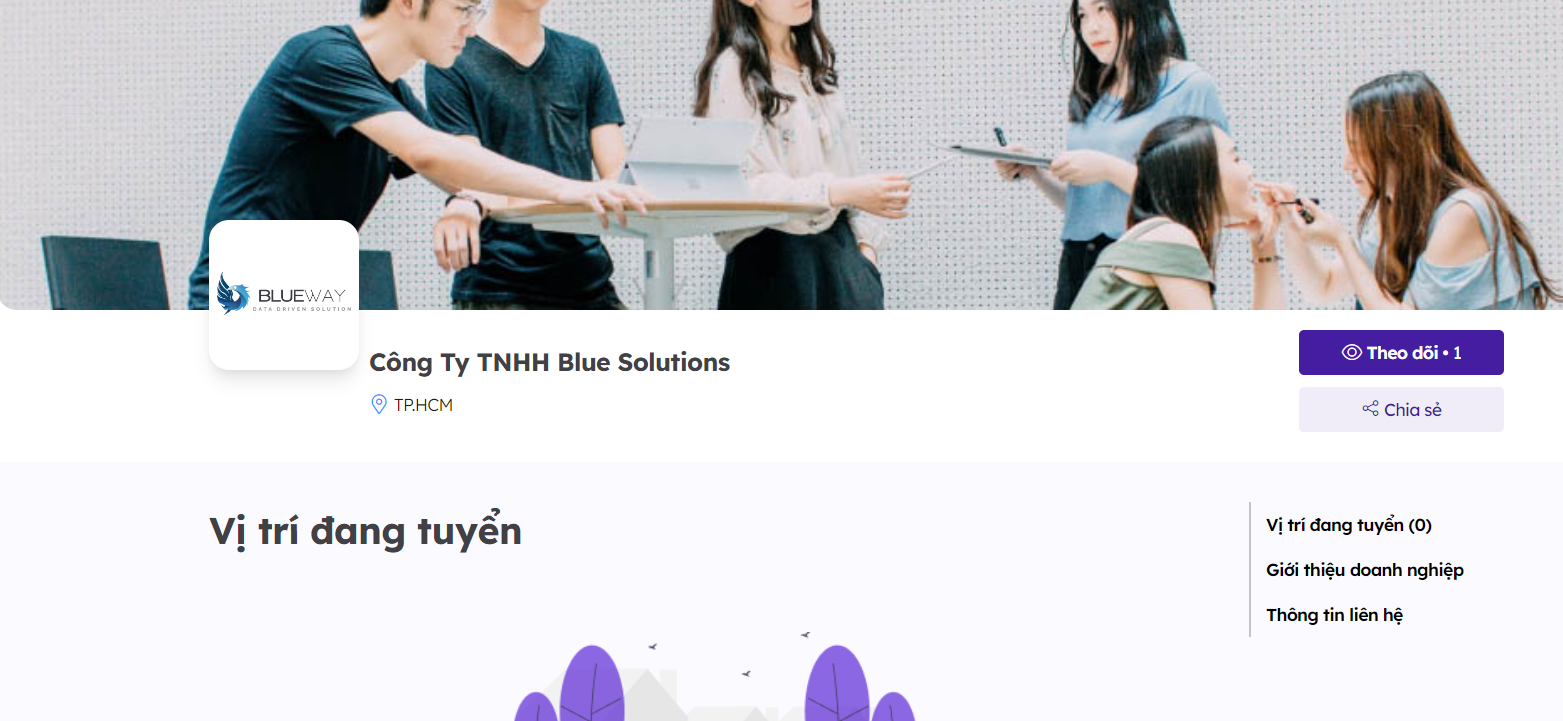 BLUEWAY
DATA DRIVEN SOLUTION
Công Ty TNHH Blue Solutions
TP.HCM
Theo dõi • 1
Chia sẻ
Vị trí đang tuyển
Vị trí đang tuyển (0)
Giới thiệu doanh nghiệp
Thông tin liên hệ